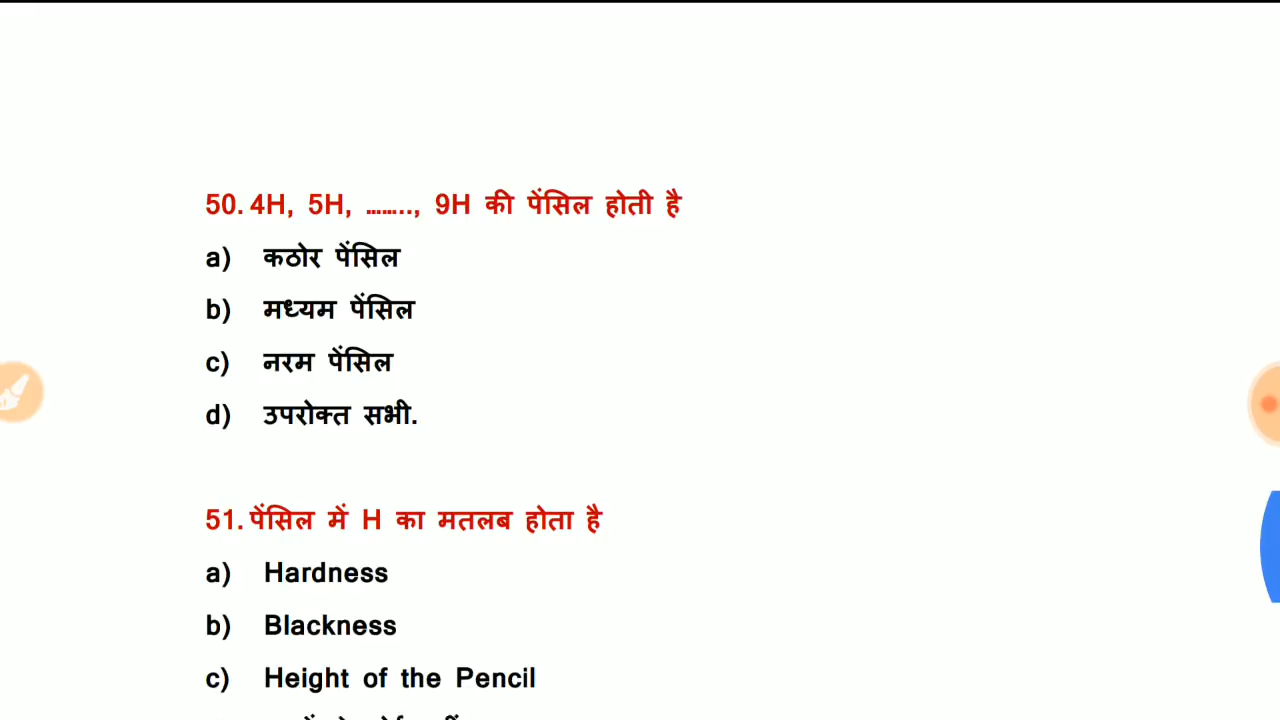 50. 4H, 5H, ........, 9H की पेंसिल होती है
a) कठोर पेंसिल
b) मध्यम पेंसिल
c) नरम पेंसिल
d) उपरोक्त सभी.
51. पेंसिल में H का मतलब होता है
a) Hardness
b) Blackness
c) Height of the Pencil